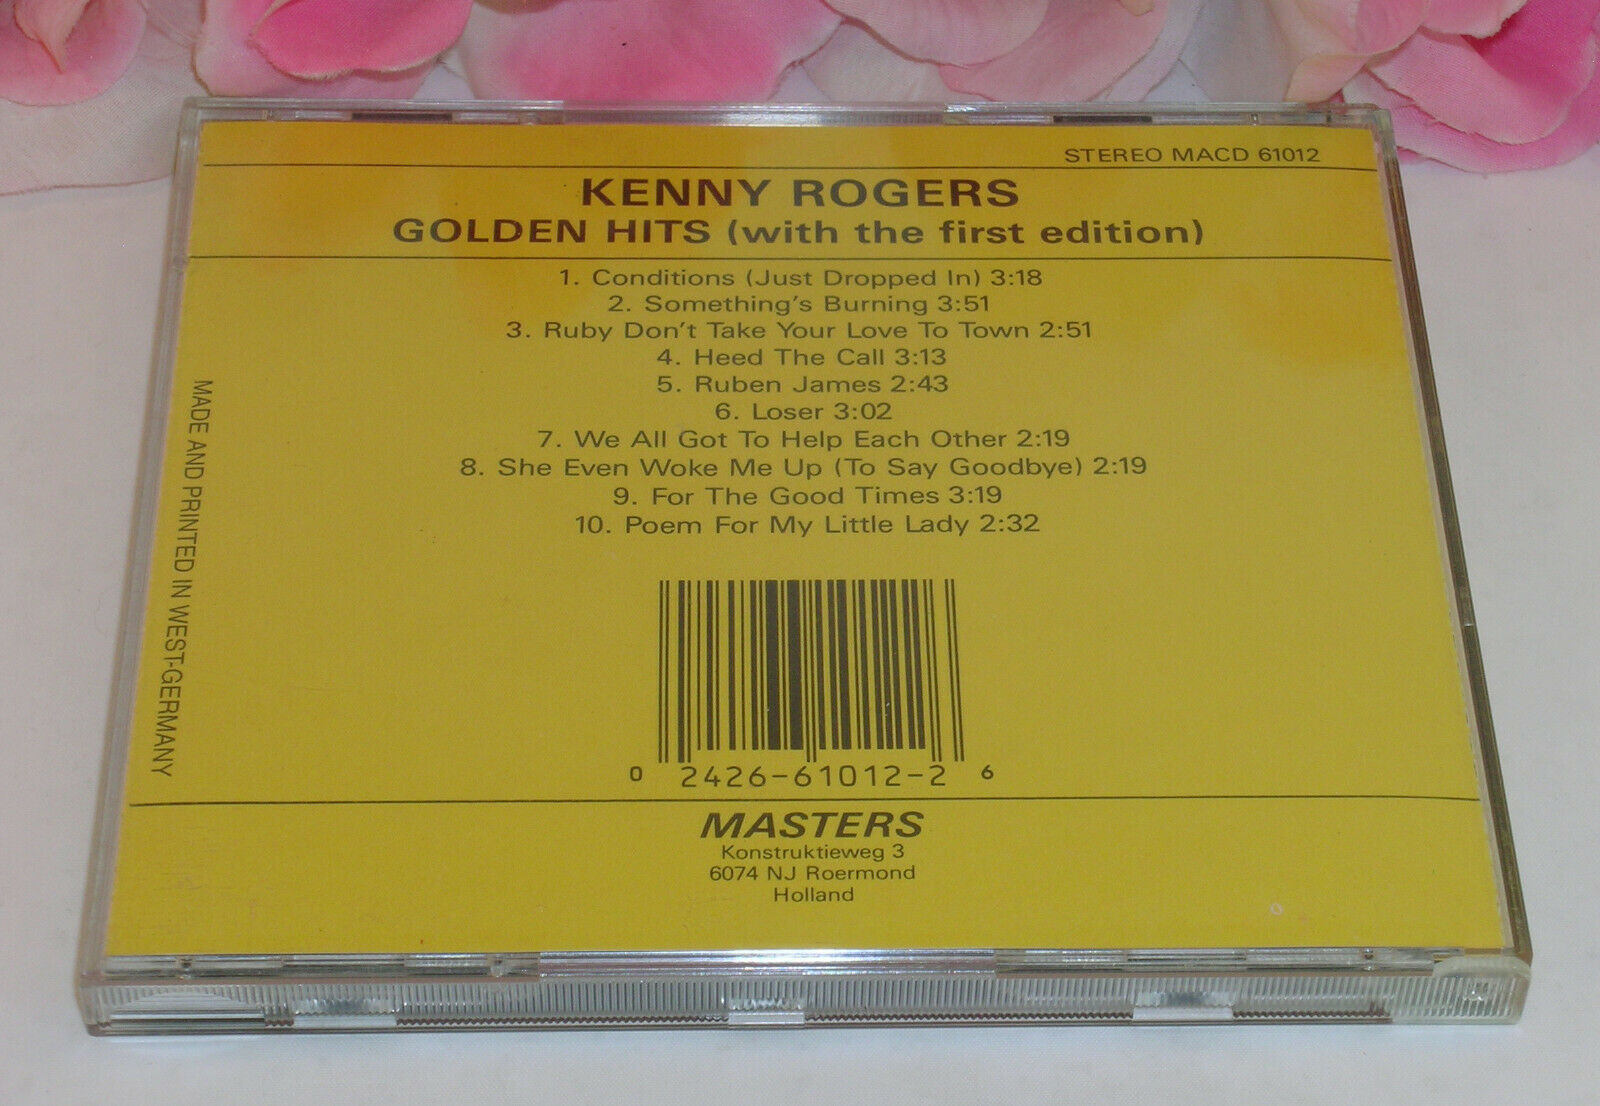 STEREO MACD 61012
KENNY ROGERS
GOLDEN HITS (with the first edition)
1. Conditions (Just Dropped In) 3:18
2. Something's Burning 3:51
3. Ruby Don't Take Your Love To Town 2:51
4. Heed The Call 3:13
5. Ruben James 2:43
6. Loser 3:02
7. We All Got To Help Each Other 2:19
8. She Even Woke Me Up (To Say Goodbye) 2:19
9. For The Good Times 3:19
10. Poem For My Little Lady 2:32
MADE AND PRINTED IN WEST-GERMANY
0 2426-61012-2 6
MASTERS
Konstruktieweg 3
6074 NJ Roermond
Holland